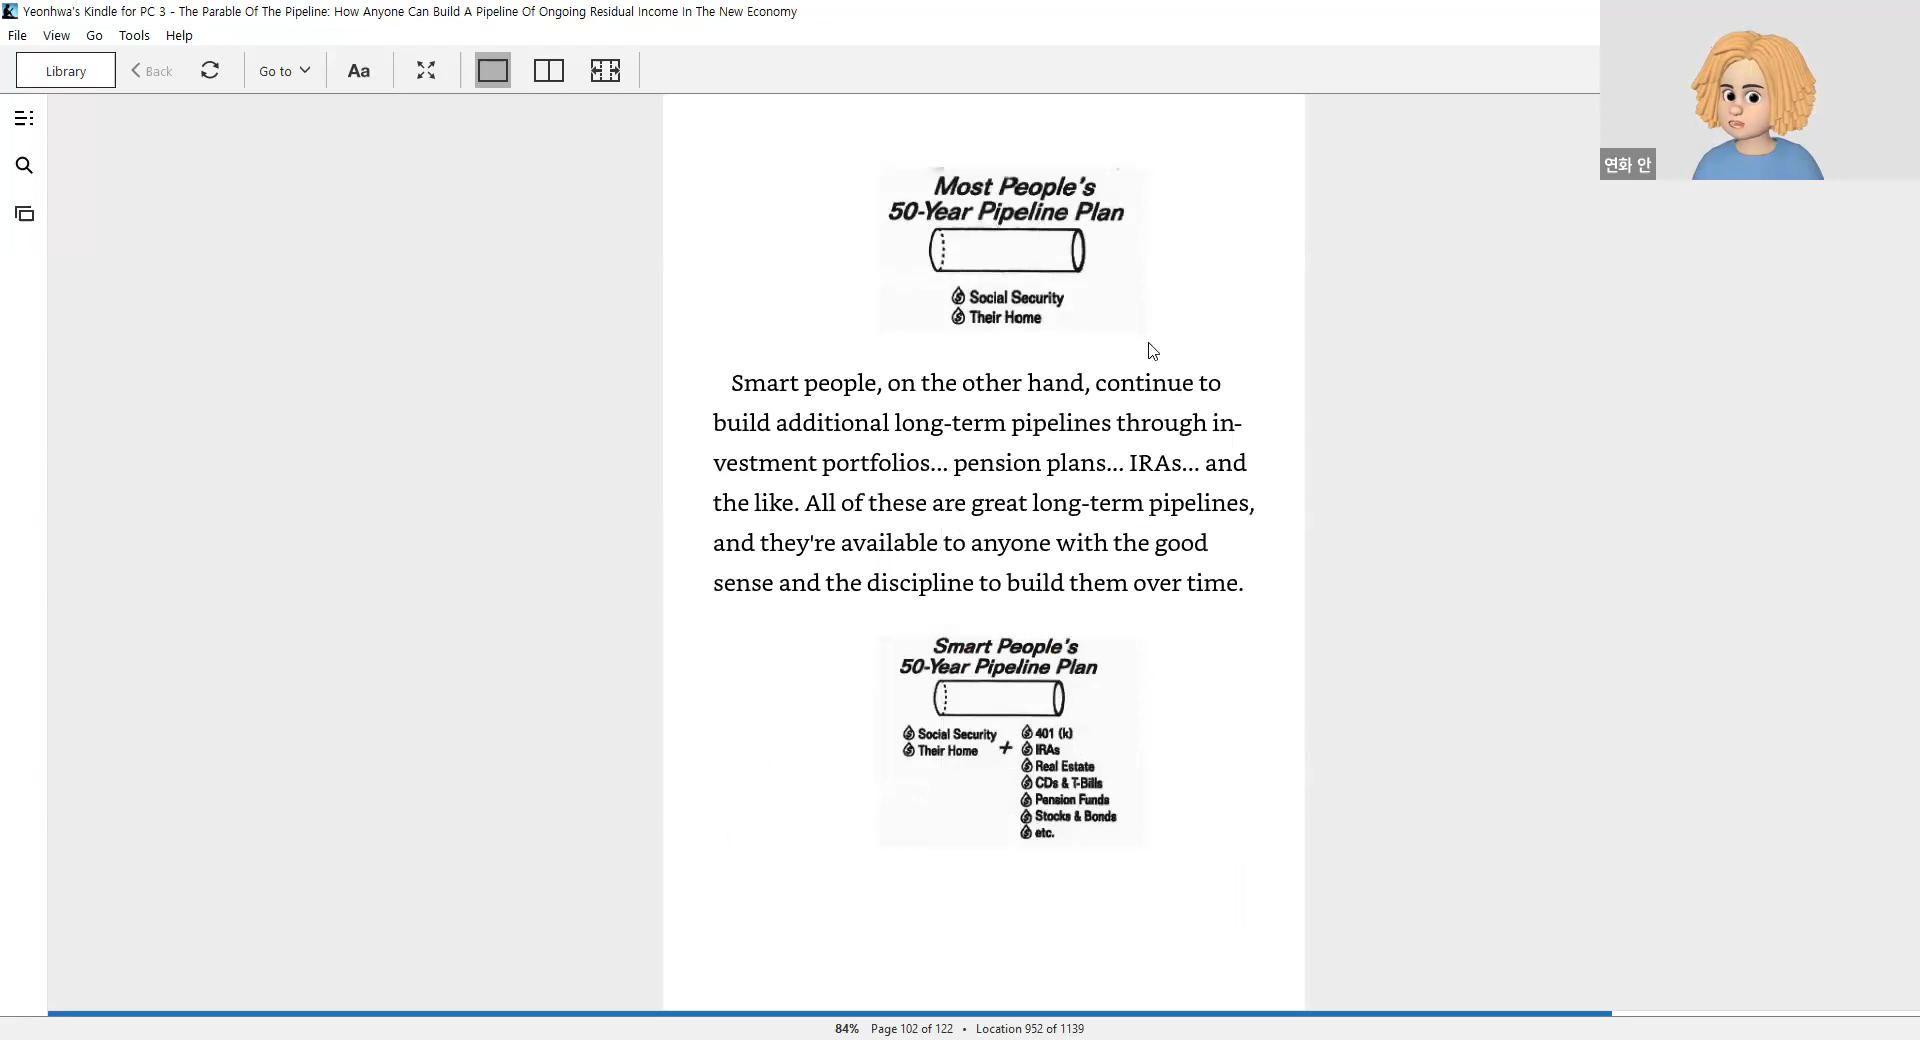 Yeonhwa's Kindle for PC 3 - The Parable Of The Pipeline: How Anyone Can Build A Pipeline Of Ongoing Residual Income In The New Economy
File View Go Tools Help
Library Back Go to Aa
연화 안
Most People's
50-Year Pipeline Plan
Social Security
Their Home
Smart people, on the other hand, continue to
build additional long-term pipelines through in-
vestment portfolios... pension plans... IRAs... and
the like. All of these are great long-term pipelines,
and they're available to anyone with the good
sense and the discipline to build them over time.
Smart People's
50-Year Pipeline Plan
Social Security
Their Home
+
401 (k)
IRAs
Real Estate
CDs & T-Bills
Pension Funds
Stocks & Bonds
etc.
84% Page 102 of 122 • Location 952 of 1139